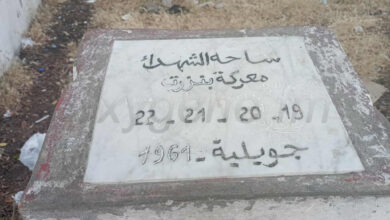 ساحة الشهداء
معركة بنزرت
22 - 21 - 20 - 19
جويلية - 1961